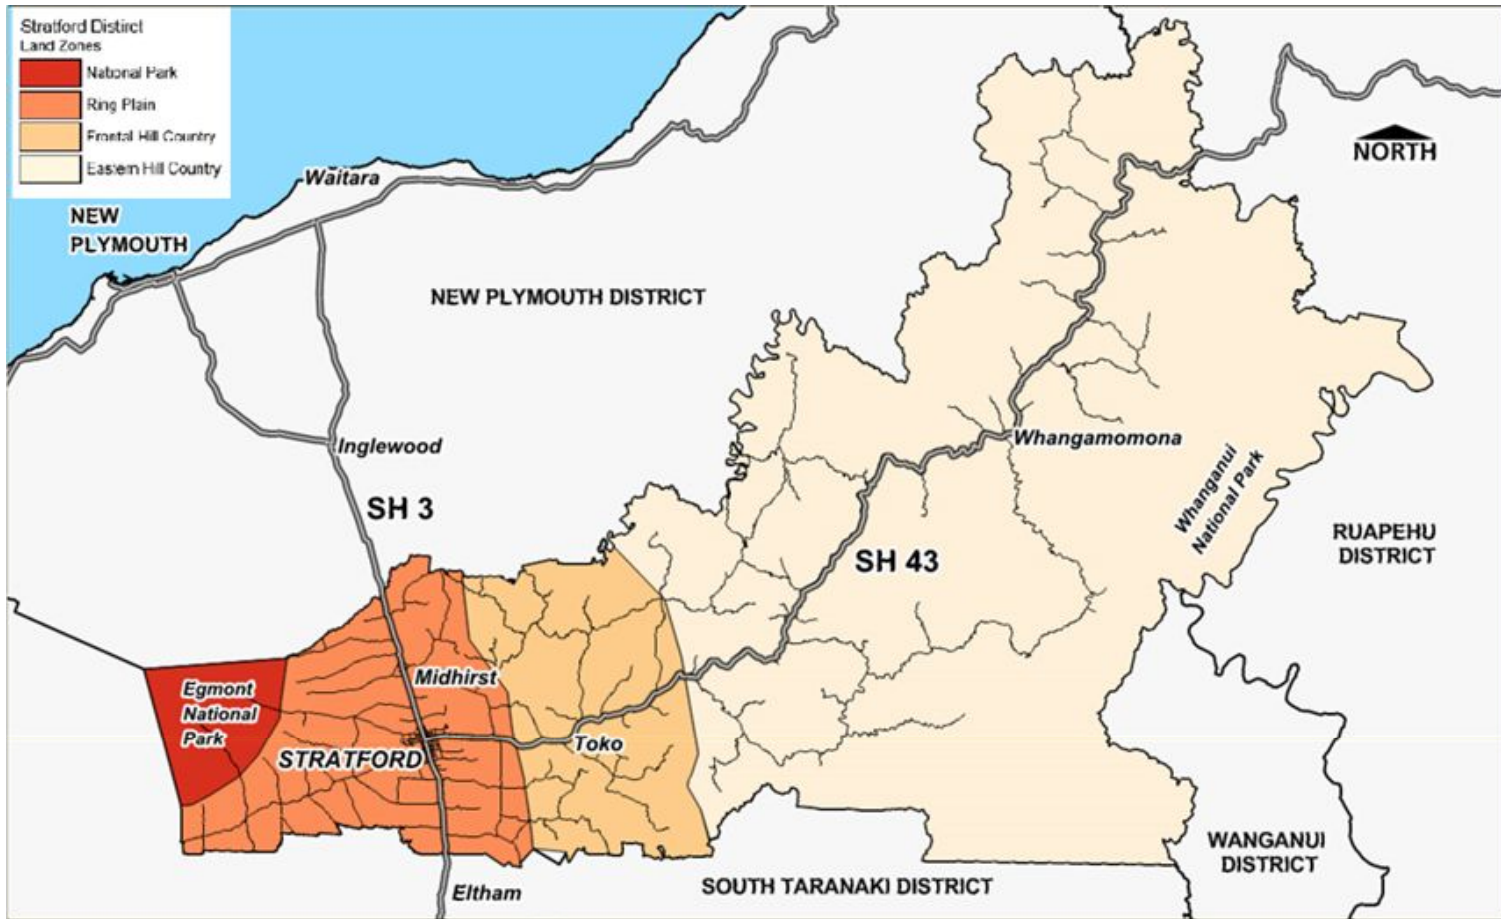 Stratford Distirct
Land Zones
National Park
Ring Plain
Frontal Hill Country
Eastern Hill Country
NORTH
Waitara
NEW
PLYMOUTH
NEW PLYMOUTH DISTRICT
Inglewood
Whangamomona
Whanganui
National Park
SH 3
RUAPEHU
DISTRICT
SH 43
Midhirst
Egmont
National
Park
STRATFORD
Toko
WANGANUI
DISTRICT
SOUTH TARANAKI DISTRICT
Eltham